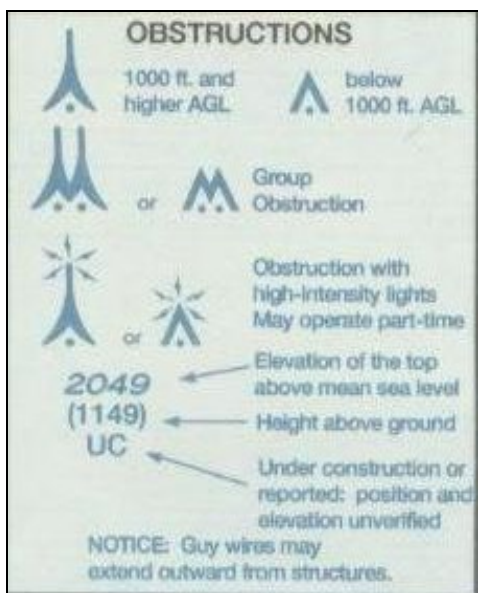 OBSTRUCTIONS
1000 ft. and
higher AGL
below
1000 ft. AGL
or
Group
Obstruction
or
Obstruction with
high-intensity lights
May operate part-time
2049
Elevation of the top
above mean sea level
(1149)
Height above ground
UC
Under construction or
reported: position and
elevation unverified
NOTICE: Guy wires may
extend outward from structures.